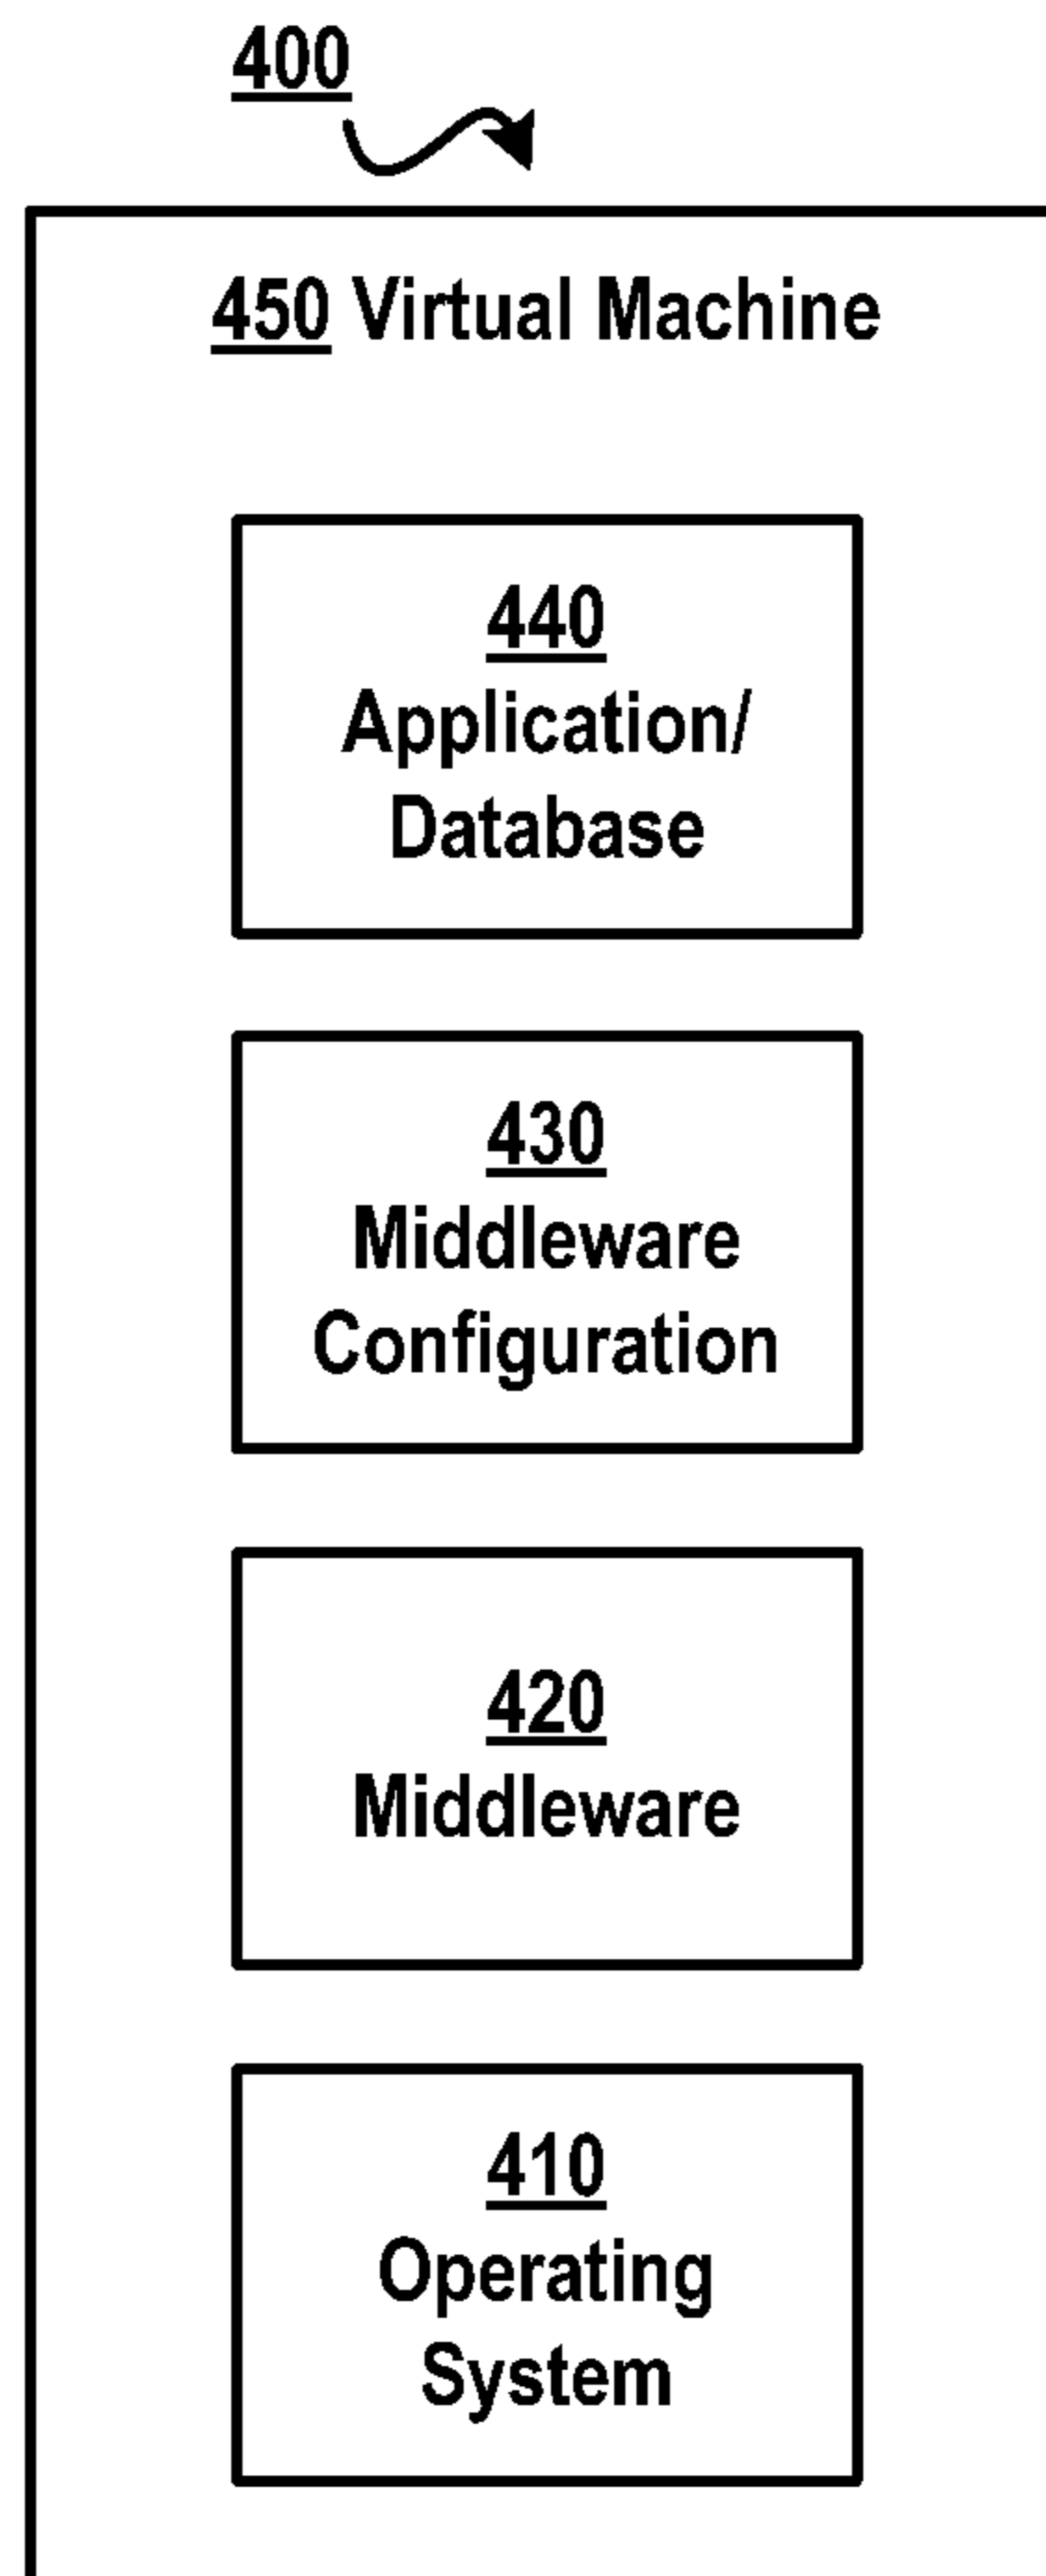 400
450 Virtual Machine
440
Application/
Database
430
Middleware
Configuration
420
Middleware
410
Operating
System